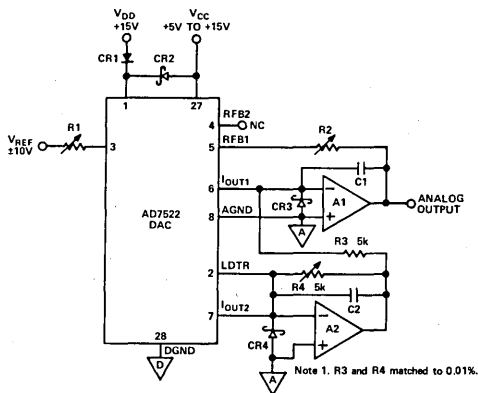 VDD
+15V
VCC
+5V TO +15V
CR1
CR2
1
27
RFB2
4
NC
RFB1
5
R2
VREF
±10V
R1
3
C1
IOUT1
6
CR3
A1
ANALOG
OUTPUT
AD7522
DAC
AGND
8
A
R3 5k
LDTR
2
R4 5k
C2
IOUT2
7
CR4
A2
28
DGND
D
A
Note 1. R3 and R4 matched to 0.01%.